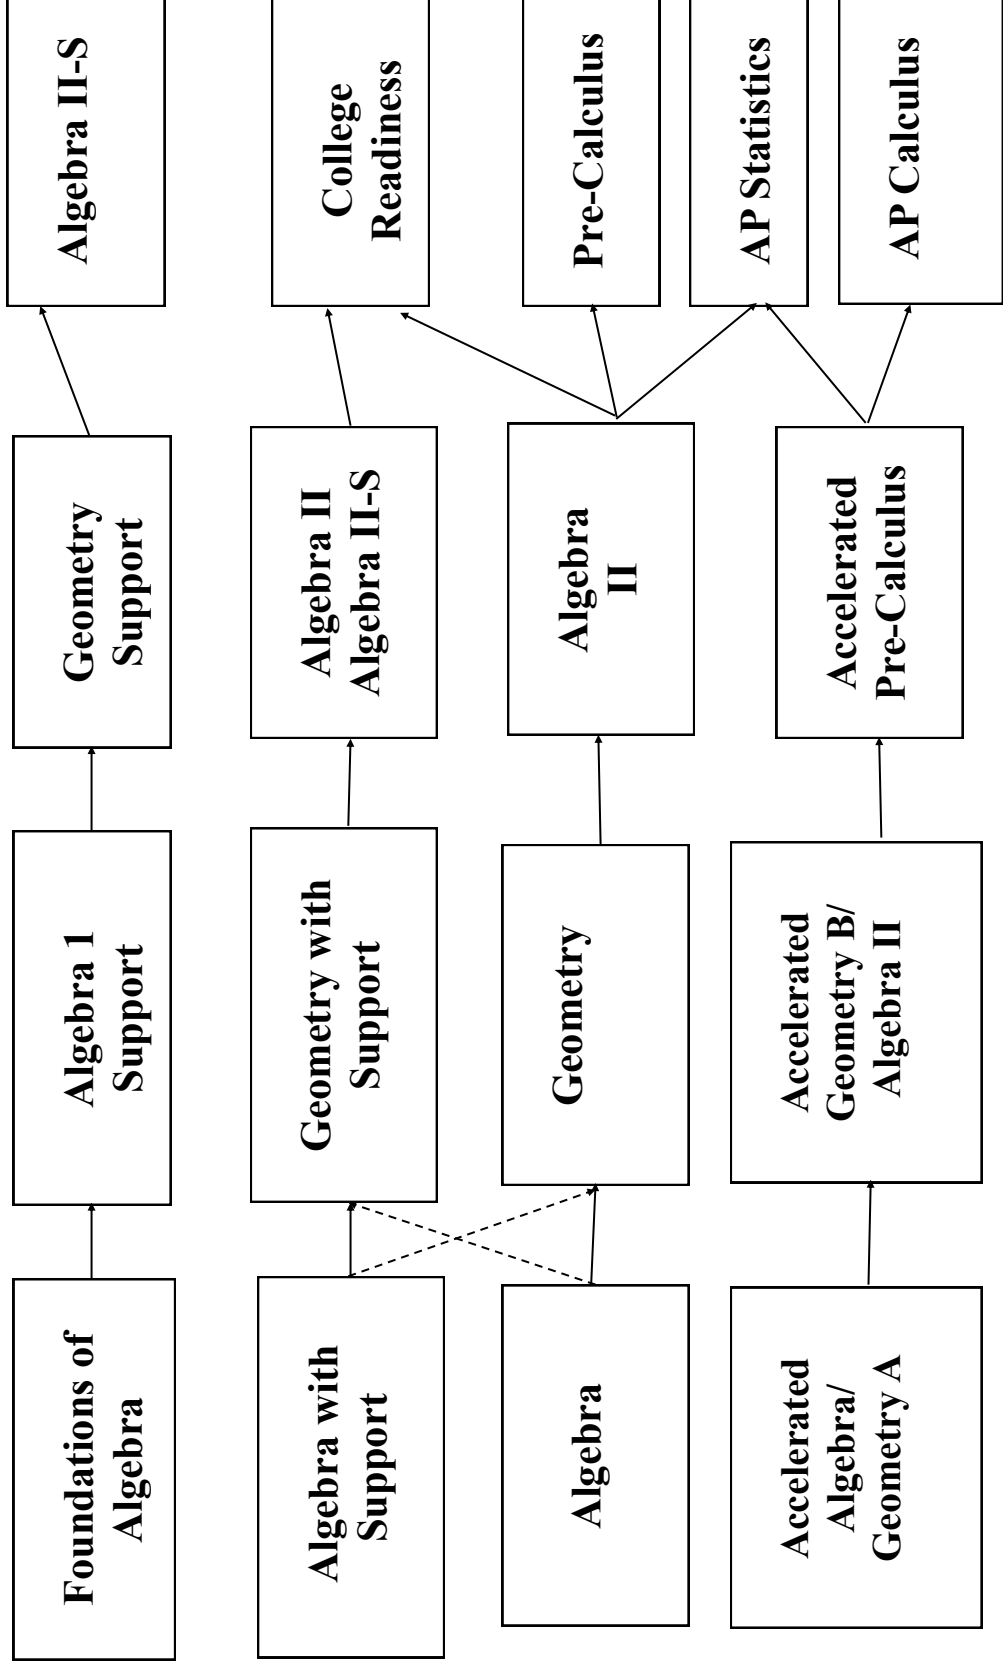 Foundations of
Algebra
Algebra 1
Support
Geometry
Support
Algebra II-S
Algebra with
Support
Geometry with
Support
Algebra II
Algebra II-S
College
Readiness
Algebra
Geometry
Algebra
II
Pre-Calculus
AP Statistics
Accelerated
Algebra/
Geometry A
Accelerated
Geometry B/
Algebra II
Accelerated
Pre-Calculus
AP Calculus